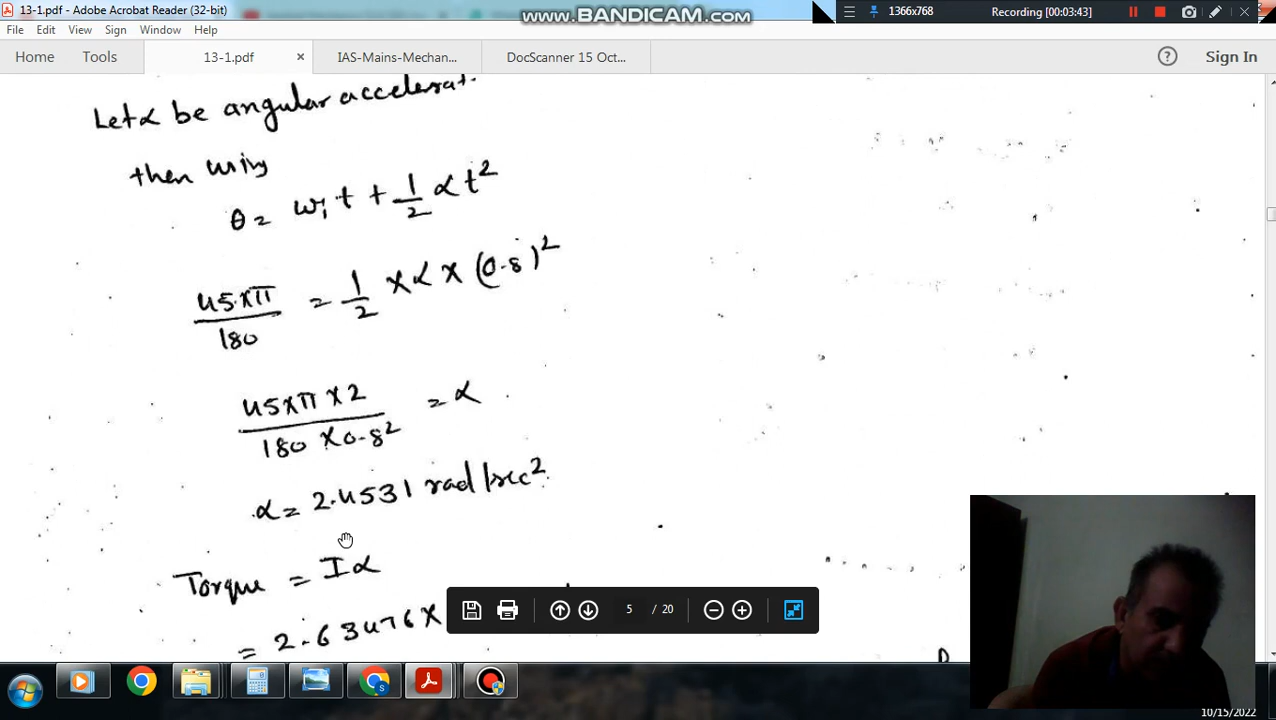 13-1.pdf - Adobe Acrobat Reader (32-bit)
www.BANDICAM.com
1366x768
Recording [00:03:43]
File Edit View Sign Window Help
Home Tools 13-1.pdf × IAS-Mains-Mechan... DocScanner 15 Oct... ? Sign In
Let α be angular accelerat.
then using
θ = ω₁t + 1/2 αt²
45×π/180 = 1/2 × α × (0.8)²
45×π×2/180×0.8² = α
α = 2.4531 rad/sec².
Torque = Iα
= 2.63476×
5 / 20
10/15/2022